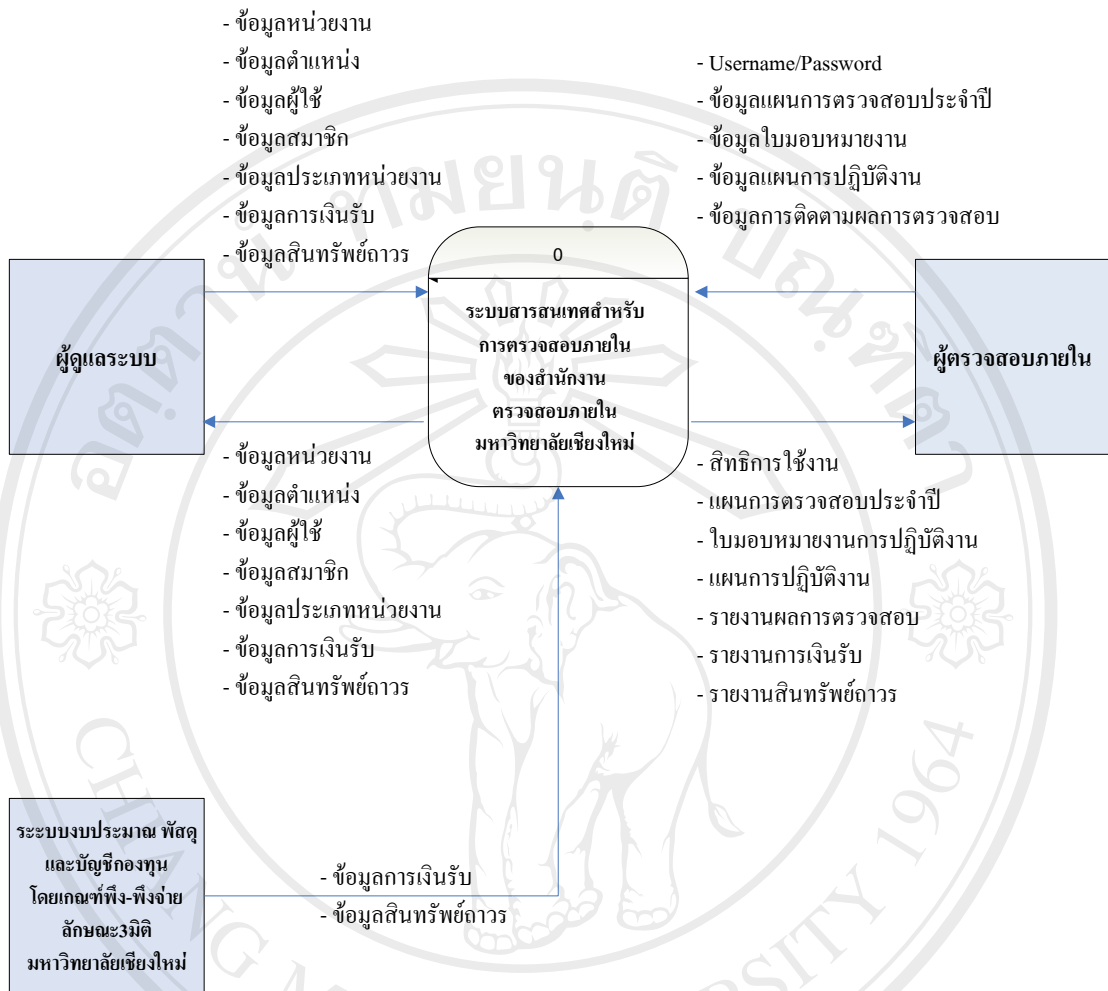 - ข้อมูลหน่วยงาน
- ข้อมูลตำแหน่ง
- ข้อมูลผู้ใช้
- ข้อมูลสมาชิก
- ข้อมูลประเภทหน่วยงาน
- ข้อมูลการเงินรับ
- ข้อมูลสินทรัพย์ถาวร
- Username/Password
- ข้อมูลแผนการตรวจสอบประจำปี
- ข้อมูลใบมอบหมายงาน
- ข้อมูลแผนการปฏิบัติงาน
- ข้อมูลการติดตามผลการตรวจสอบ
ผู้ดูแลระบบ
0
ระบบสารสนเทศสำหรับ
การตรวจสอบภายใน
ของสำนักงาน
ตรวจสอบภายใน
มหาวิทยาลัยเชียงใหม่
ผู้ตรวจสอบภายใน
- ข้อมูลหน่วยงาน
- ข้อมูลตำแหน่ง
- ข้อมูลผู้ใช้
- ข้อมูลสมาชิก
- ข้อมูลประเภทหน่วยงาน
- ข้อมูลการเงินรับ
- ข้อมูลสินทรัพย์ถาวร
- สิทธิการใช้งาน
- แผนการตรวจสอบประจำปี
- ใบมอบหมายงานการปฏิบัติงาน
- แผนการปฏิบัติงาน
- รายงานผลการตรวจสอบ
- รายงานการเงินรับ
- รายงานสินทรัพย์ถาวร
ระะบบงบประมาณ พัสดุ
และบัญชีกองทุน
โดยเกณฑ์พึง-พึงจ่าย
ลักษณะ3มิติ
มหาวิทยาลัยเชียงใหม่
- ข้อมูลการเงินรับ
- ข้อมูลสินทรัพย์ถาวร
อตฺตานํ ทมยนฺติ ปณฺฑิตา
CHIANG MAI UNIVERSITY 1964